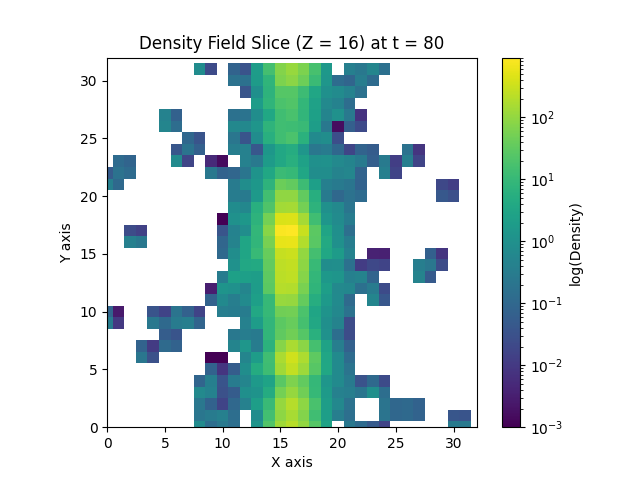 Density Field Slice (Z = 16) at t = 80
Y axis
30
25
20
15
10
5
0
0 5 10 15 20 25 30
X axis
10²
10¹
10⁰
10⁻¹
10⁻²
10⁻³
log(Density)